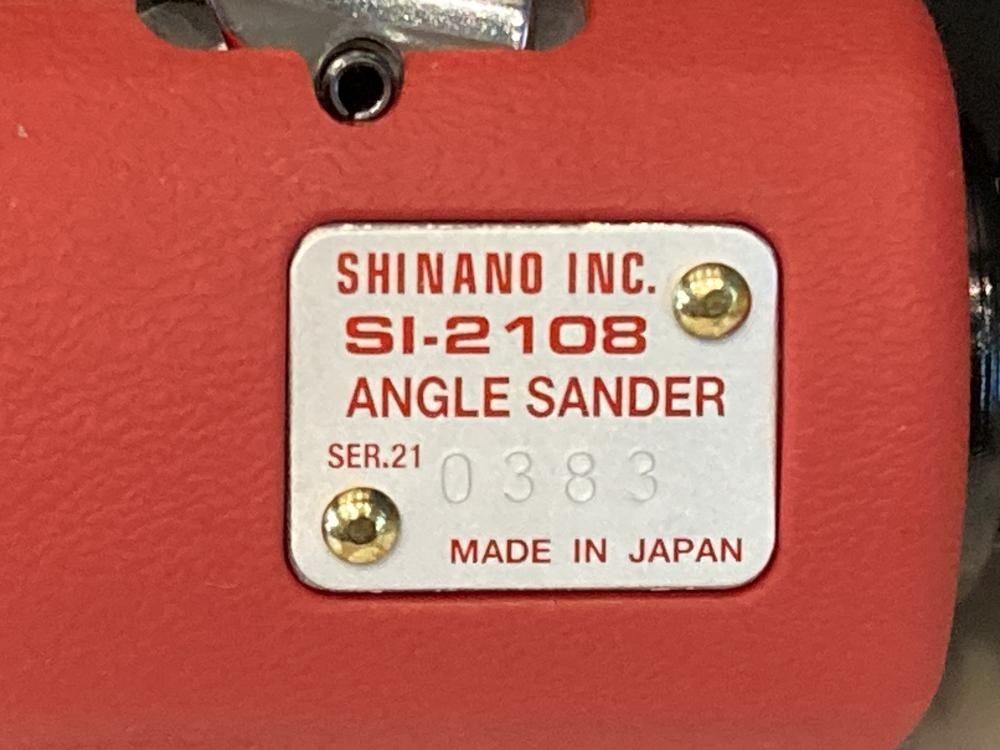 SHINANO INC.
SI-2108
ANGLE SANDER
SER.21 0383
MADE IN JAPAN